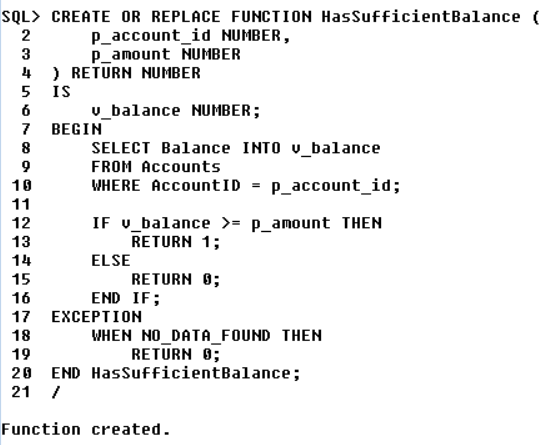 SQL> CREATE OR REPLACE FUNCTION HasSufficientBalance (
  2      p_account_id NUMBER,
  3      p_amount NUMBER
  4  ) RETURN NUMBER
  5  IS
  6      v_balance NUMBER;
  7  BEGIN
  8      SELECT Balance INTO v_balance
  9      FROM Accounts
 10      WHERE AccountID = p_account_id;
 11
 12      IF v_balance >= p_amount THEN
 13          RETURN 1;
 14      ELSE
 15          RETURN 0;
 16      END IF;
 17  EXCEPTION
 18      WHEN NO_DATA_FOUND THEN
 19          RETURN 0;
 20  END HasSufficientBalance;
 21  /

Function created.